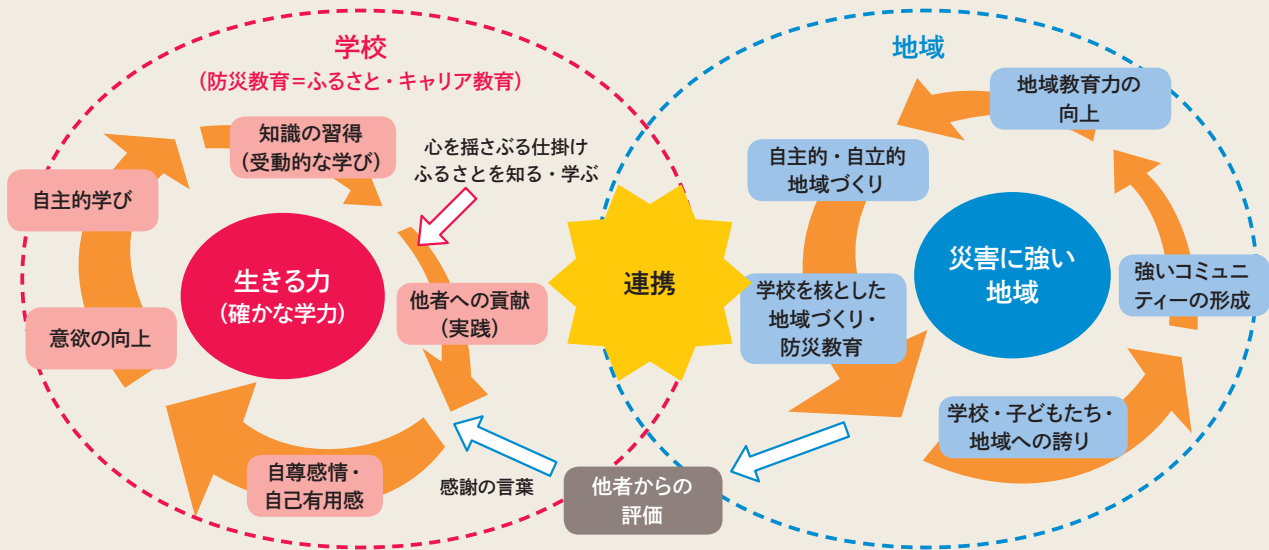 学校
(防災教育=ふるさと・キャリア教育)
知識の習得
(受動的な学び)
心を揺さぶる仕掛け
ふるさとを知る・学ぶ
自主的学び
生きる力
(確かな学力)
他者への貢献
(実践)
意欲の向上
自尊感情・
自己有用感
感謝の言葉
連携
他者からの
評価
地域
地域教育力の
向上
自主的・自立的
地域づくり
災害に強い
地域
強いコミュニ
ティーの形成
学校を核とした
地域づくり・
防災教育
学校・子どもたち・
地域への誇り